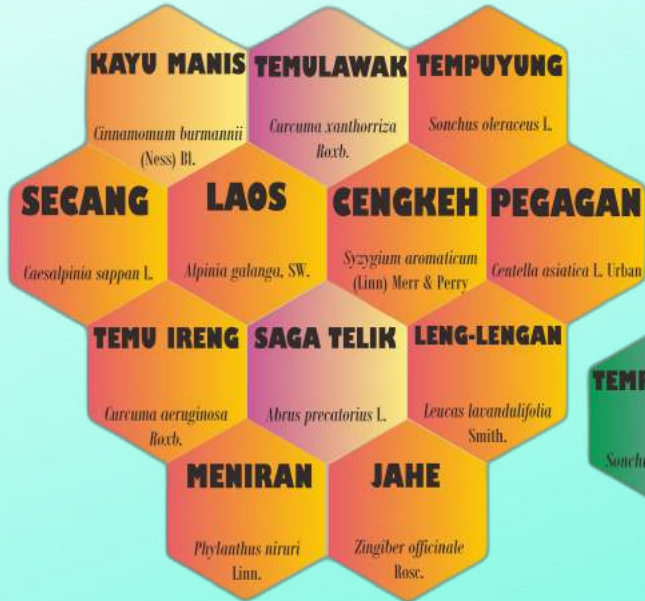 KAYU MANIS
Cinnamomum burmannii
(Ness) Bl.
TEMULAWAK
Curcuma xanthorriza
Roxb.
TEMPUYUNG
Sonchus oleraceus L.
SECANG
Caesalpinia sappan L.
LAOS
Alpinia galanga, SW.
CENGKEH
Syzygium aromaticum
(Linn) Merr & Perry
PEGAGAN
Centella asiatica L. Urban
TEMU IRENG
Curcuma aeruginosa
Roxb.
SAGA TELIK
Abrus precatorius L.
LENG-LENGAN
Leucas lavandulifolia
Smith.
MENIRAN
Phylanthus niruri
Linn.
JAHE
Zingiber officinale
Rosc.